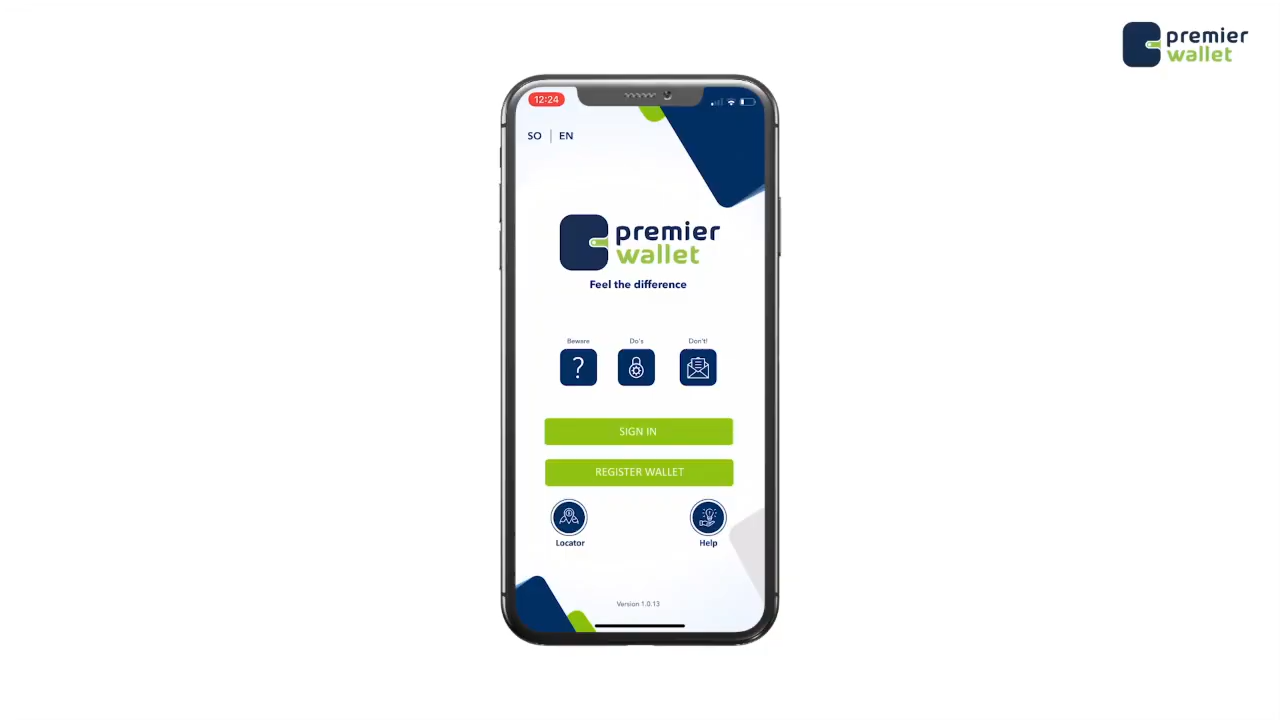 premier
wallet
12:24
SO | EN
premier
wallet
Feel the difference
Beware
Do's
Don't!
SIGN IN
REGISTER WALLET
Locator
Help
Version 1.0.13